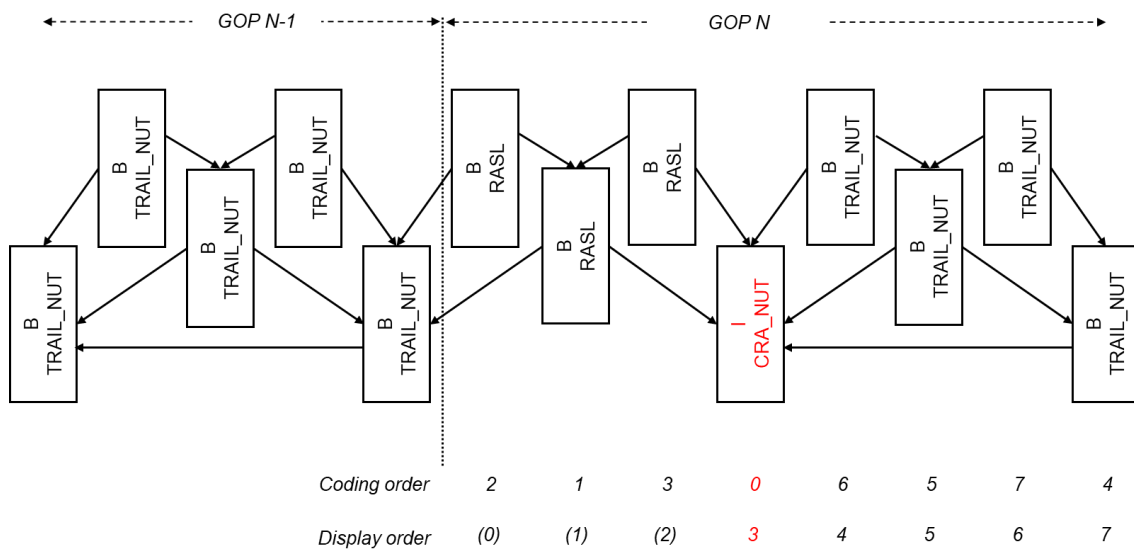 GOP N-1
GOP N
B
TRAIL_NUT
B
TRAIL_NUT
B
RASL
B
RASL
B
TRAIL_NUT
B
TRAIL_NUT
B
TRAIL_NUT
B
RASL
B
TRAIL_NUT
B
TRAIL_NUT
B
TRAIL_NUT
I
CRA_NUT
B
TRAIL_NUT
Coding order 2 1 3 0 6 5 7 4
Display order (0) (1) (2) 3 4 5 6 7